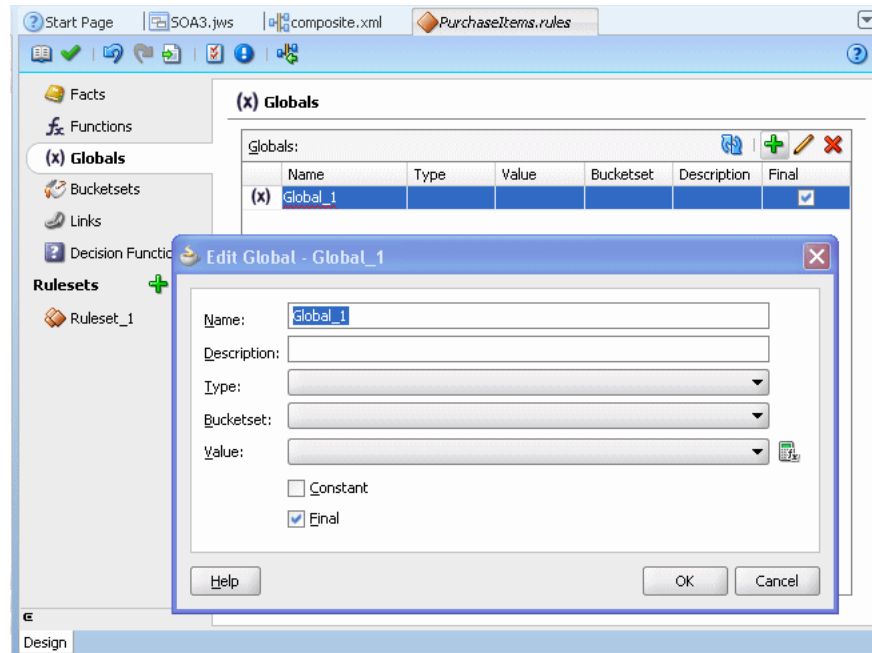 Start Page SOA3.jws composite.xml PurchaseItems.rules
Facts
Functions
(x) Globals
Bucketsets
Links
Decision Functic
Rulesets
Ruleset_1
(x) Globals
Globals:
Name Type Value Bucketset Description Final
(x) Global_1
Edit Global - Global_1
Name: Global_1
Description:
Type:
Bucketset:
Value:
Constant
Final
Help OK Cancel
Design